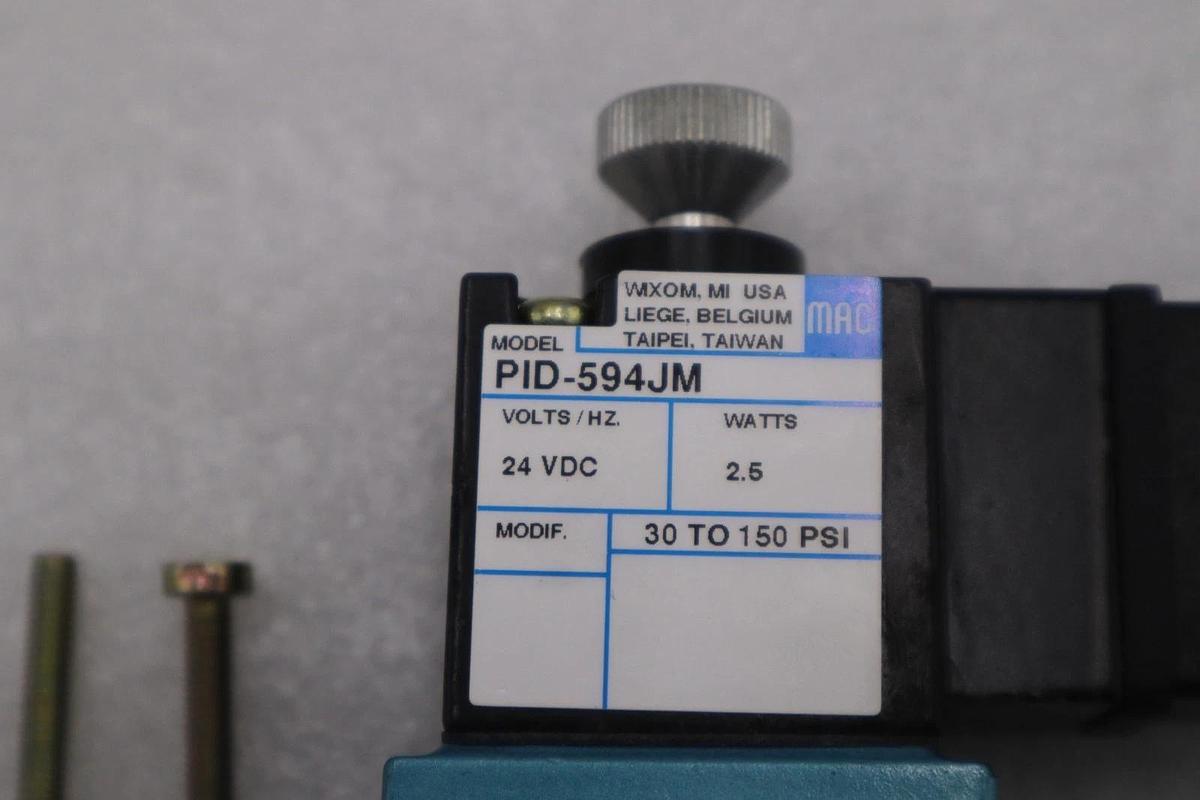 WIXOM, MI USA
LIEGE, BELGIUM
TAIPEI, TAIWAN
MAC
MODEL
PID-594JM
VOLTS / HZ.
WATTS
24 VDC
2.5
MODIF.
30 TO 150 PSI